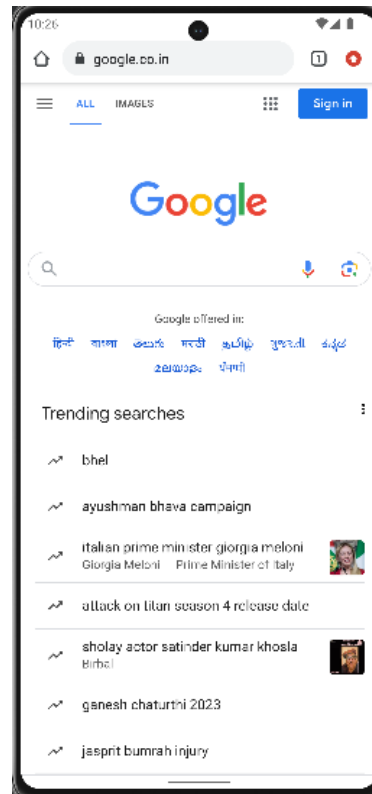 10:26
google.co.in
1
ALL IMAGES
Sign in
Google
Google offered in:
हिन्दी বাংলা తెలుగు मराठी தமிழ் ગુજરાતી ಕನ್ನಡ
മലയാളം ਪੰਜਾਬੀ
Trending searches
bhel
ayushman bhava campaign
italian prime minister giorgia meloni
Giorgia Meloni Prime Minister of Italy
attack on titan season 4 release date
sholay actor satinder kumar khosla
Birbal
ganesh chaturthi 2023
jasprit bumrah injury